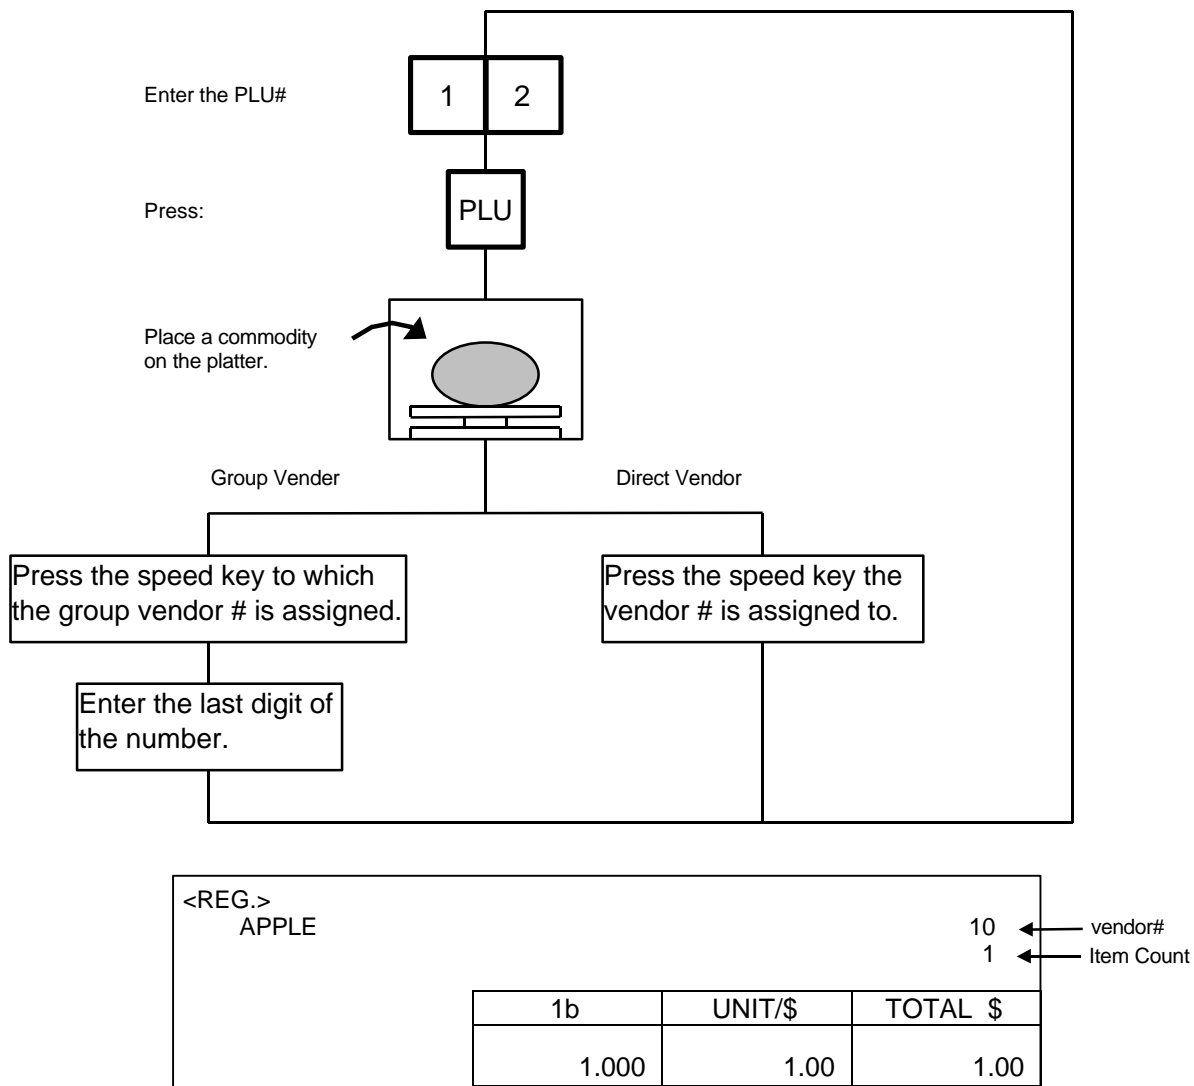 Enter the PLU#
1 2
Press:
PLU
Place a commodity
on the platter.
Group Vender
Direct Vendor
Press the speed key to which
the group vendor # is assigned.
Press the speed key the
vendor # is assigned to.
Enter the last digit of
the number.
<REG.>
APPLE
10 vendor#
1 Item Count
1b UNIT/$ TOTAL $
1.000 1.00 1.00